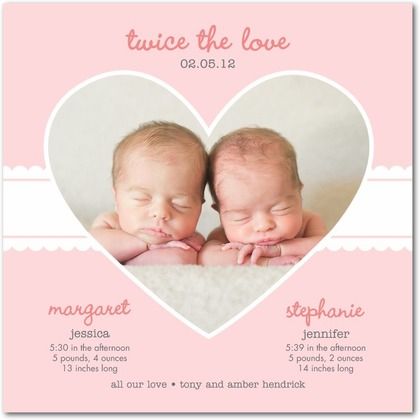 twice the love
02.05.12
margaret
jessica
5:30 in the afternoon
5 pounds, 4 ounces
13 inches long
stephanie
jennifer
5:39 in the afternoon
5 pounds, 2 ounces
14 inches long
all our love • tony and amber hendrick